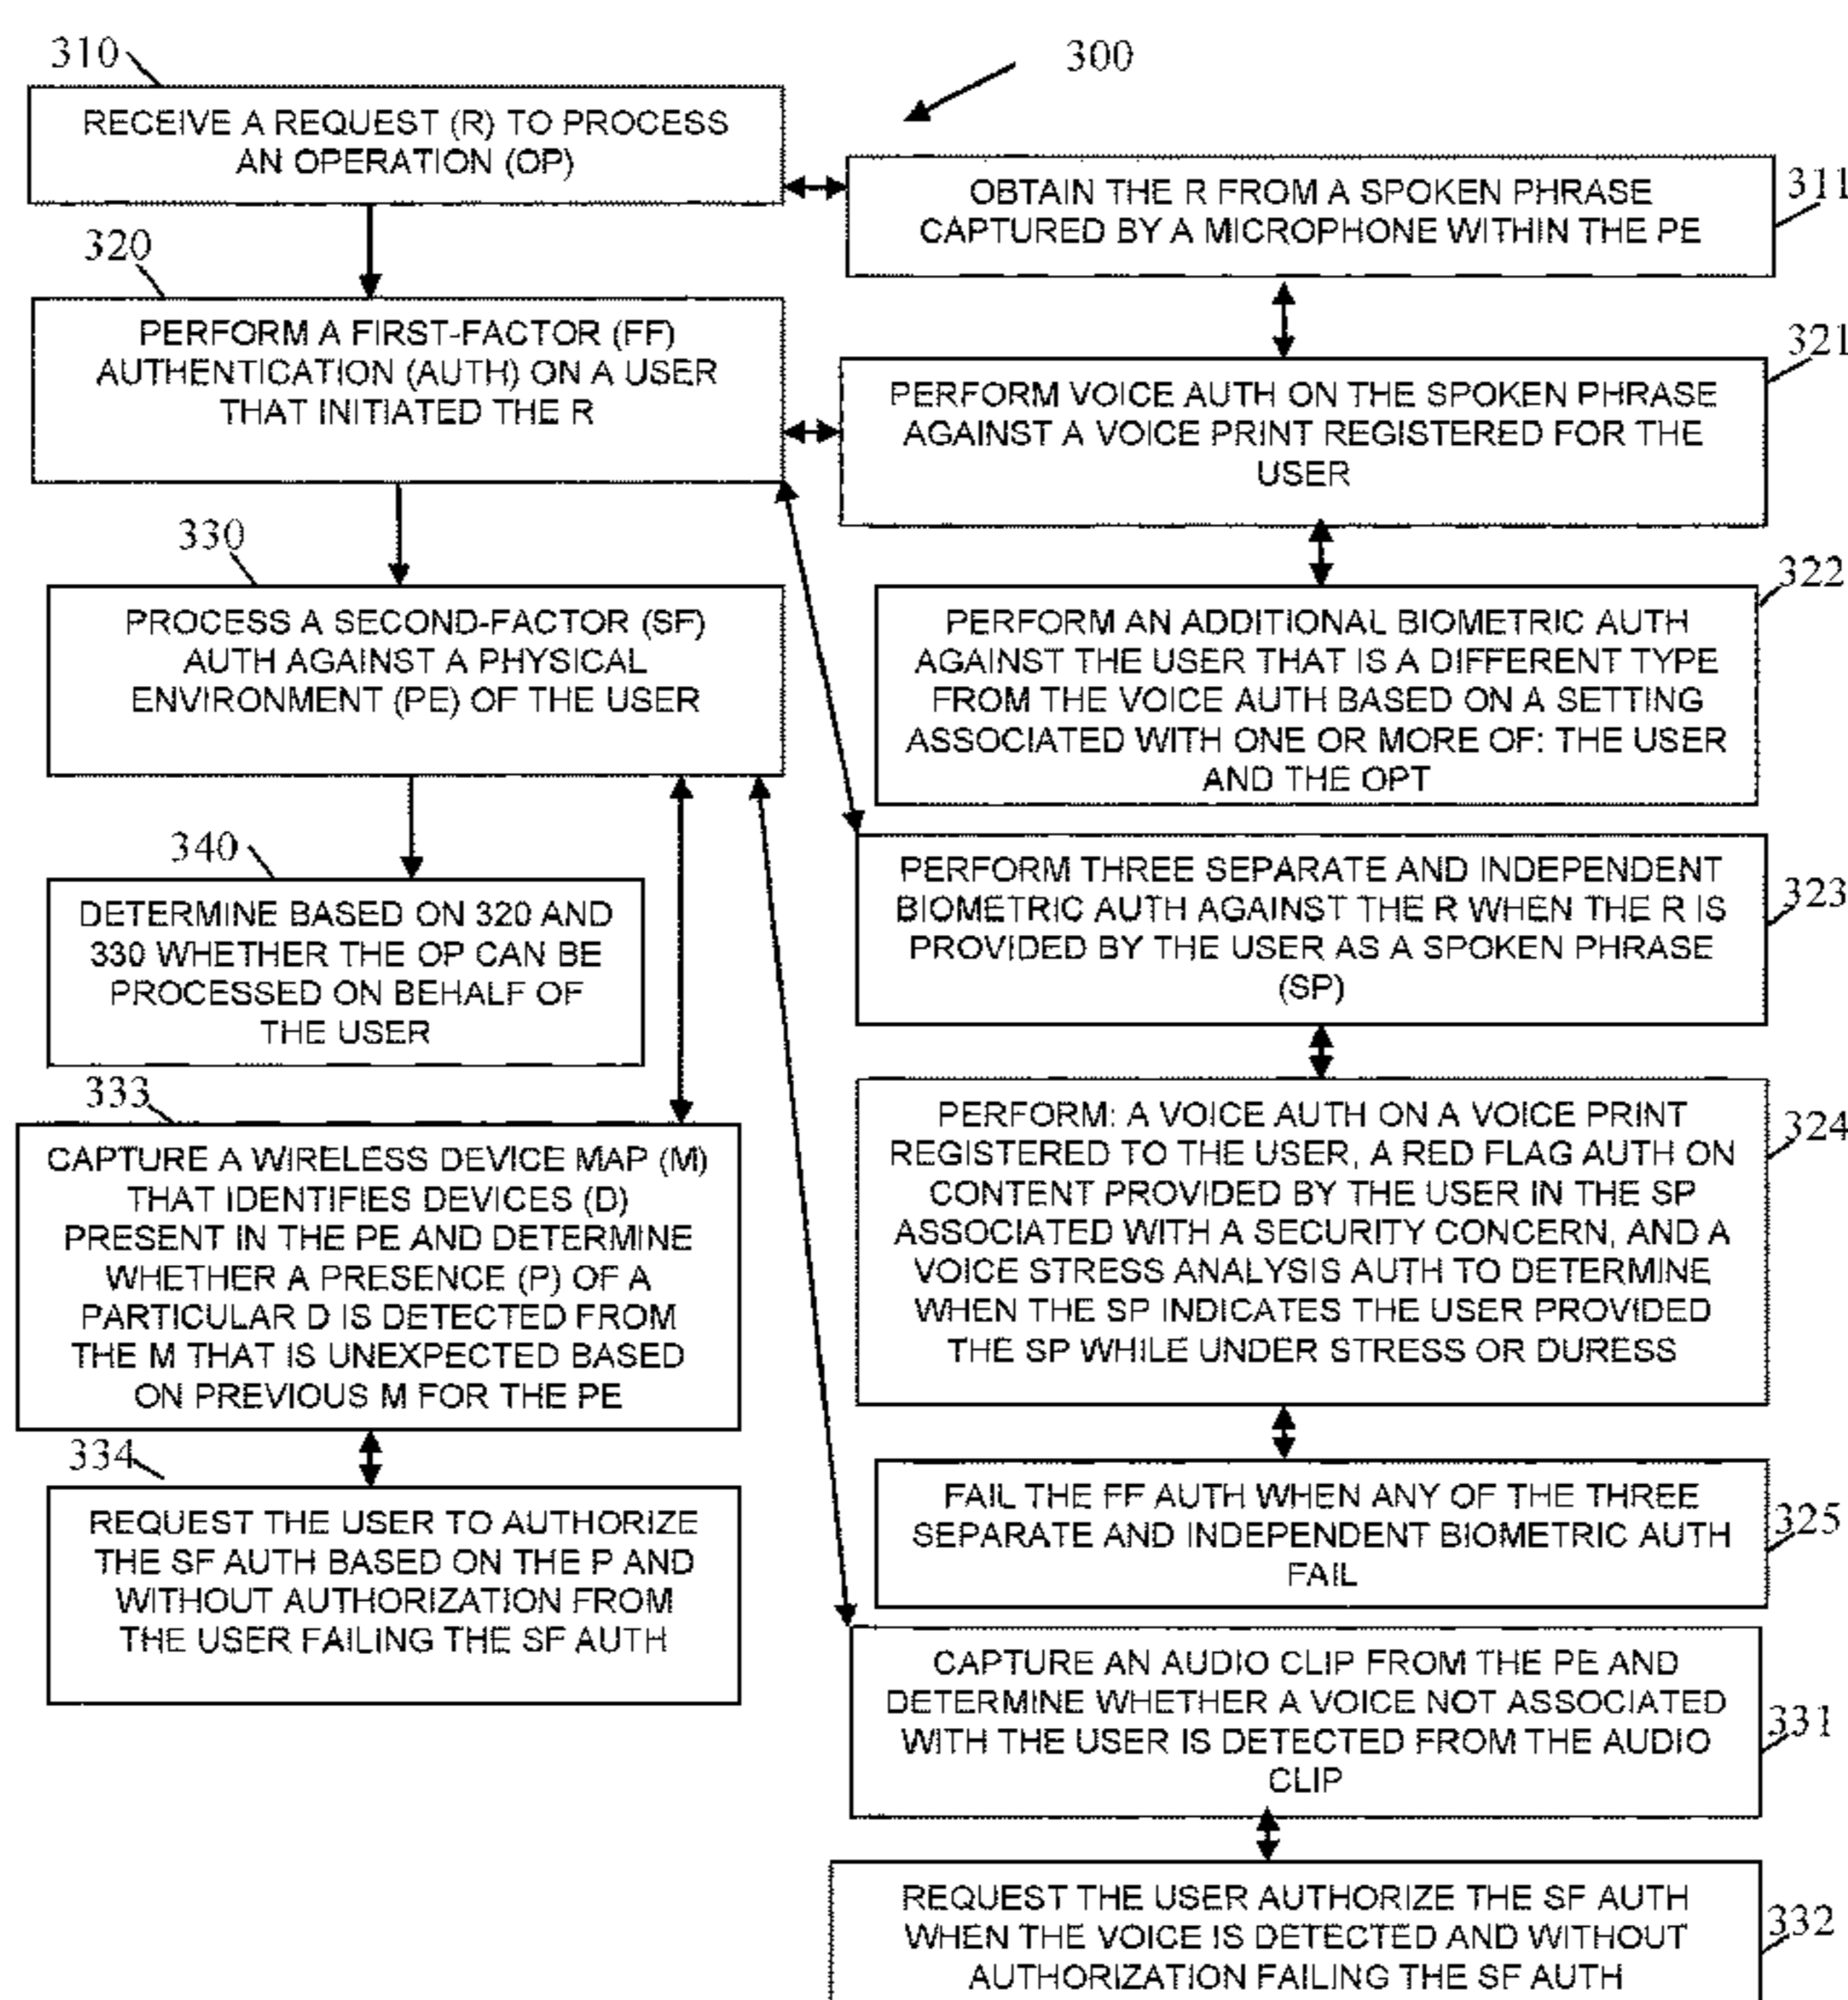 310
300
RECEIVE A REQUEST (R) TO PROCESS
AN OPERATION (OP)
311
OBTAIN THE R FROM A SPOKEN PHRASE
CAPTURED BY A MICROPHONE WITHIN THE PE
320
PERFORM A FIRST-FACTOR (FF)
AUTHENTICATION (AUTH) ON A USER
THAT INITIATED THE R
321
PERFORM VOICE AUTH ON THE SPOKEN PHRASE
AGAINST A VOICE PRINT REGISTERED FOR THE
USER
330
PROCESS A SECOND-FACTOR (SF)
AUTH AGAINST A PHYSICAL
ENVIRONMENT (PE) OF THE USER
322
PERFORM AN ADDITIONAL BIOMETRIC AUTH
AGAINST THE USER THAT IS A DIFFERENT TYPE
FROM THE VOICE AUTH BASED ON A SETTING
ASSOCIATED WITH ONE OR MORE OF: THE USER
AND THE OPT
340
DETERMINE BASED ON 320 AND
330 WHETHER THE OP CAN BE
PROCESSED ON BEHALF OF
THE USER
323
PERFORM THREE SEPARATE AND INDEPENDENT
BIOMETRIC AUTH AGAINST THE R WHEN THE R IS
PROVIDED BY THE USER AS A SPOKEN PHRASE
(SP)
333
CAPTURE A WIRELESS DEVICE MAP (M)
THAT IDENTIFIES DEVICES (D)
PRESENT IN THE PE AND DETERMINE
WHETHER A PRESENCE (P) OF A
PARTICULAR D IS DETECTED FROM
THE M THAT IS UNEXPECTED BASED
ON PREVIOUS M FOR THE PE
324
PERFORM: A VOICE AUTH ON A VOICE PRINT
REGISTERED TO THE USER, A RED FLAG AUTH ON
CONTENT PROVIDED BY THE USER IN THE SP
ASSOCIATED WITH A SECURITY CONCERN, AND A
VOICE STRESS ANALYSIS AUTH TO DETERMINE
WHEN THE SP INDICATES THE USER PROVIDED
THE SP WHILE UNDER STRESS OR DURESS
334
REQUEST THE USER TO AUTHORIZE
THE SF AUTH BASED ON THE P AND
WITHOUT AUTHORIZATION FROM
THE USER FAILING THE SF AUTH
325
FAIL THE FF AUTH WHEN ANY OF THE THREE
SEPARATE AND INDEPENDENT BIOMETRIC AUTH
FAIL
331
CAPTURE AN AUDIO CLIP FROM THE PE AND
DETERMINE WHETHER A VOICE NOT ASSOCIATED
WITH THE USER IS DETECTED FROM THE AUDIO
CLIP
332
REQUEST THE USER AUTHORIZE THE SF AUTH
WHEN THE VOICE IS DETECTED AND WITHOUT
AUTHORIZATION FAILING THE SF AUTH